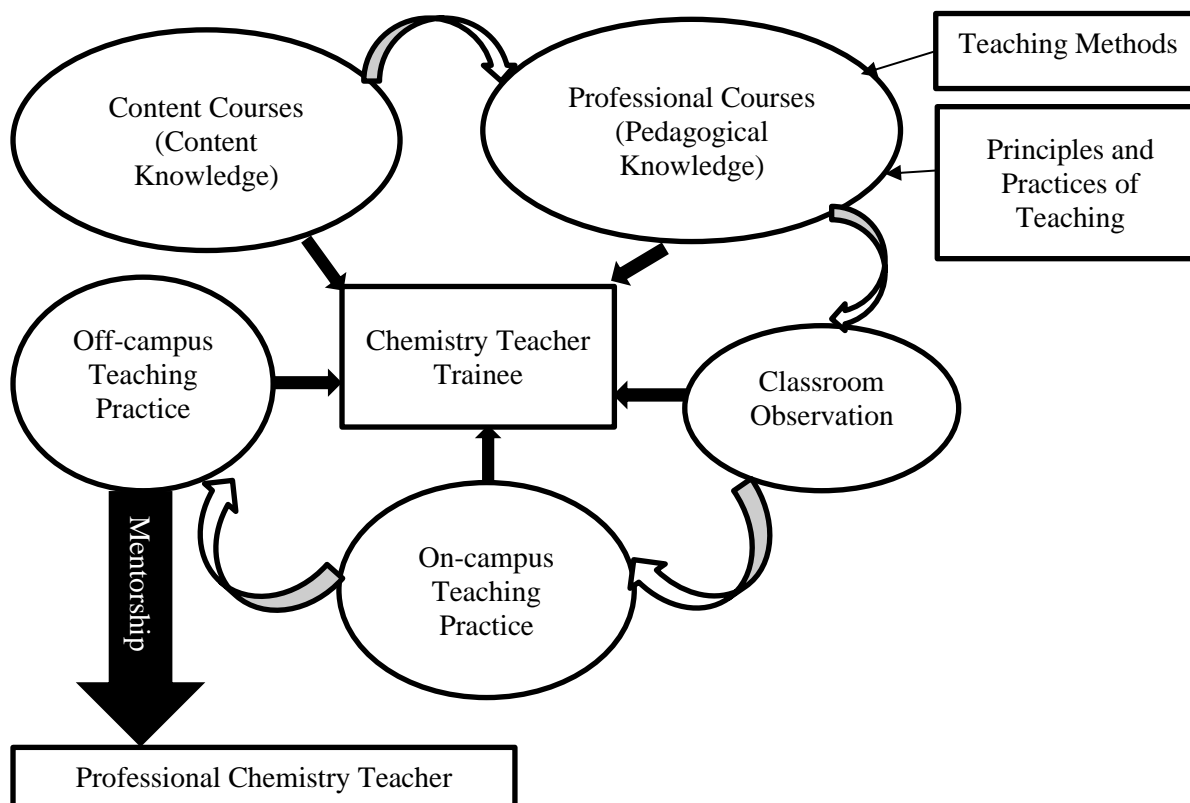 Content Courses
(Content
Knowledge)
Professional Courses
(Pedagogical
Knowledge)
Teaching Methods
Principles and
Practices of
Teaching
Off-campus
Teaching
Practice
Chemistry Teacher
Trainee
Classroom
Observation
On-campus
Teaching
Practice
Mentorship
Professional Chemistry Teacher